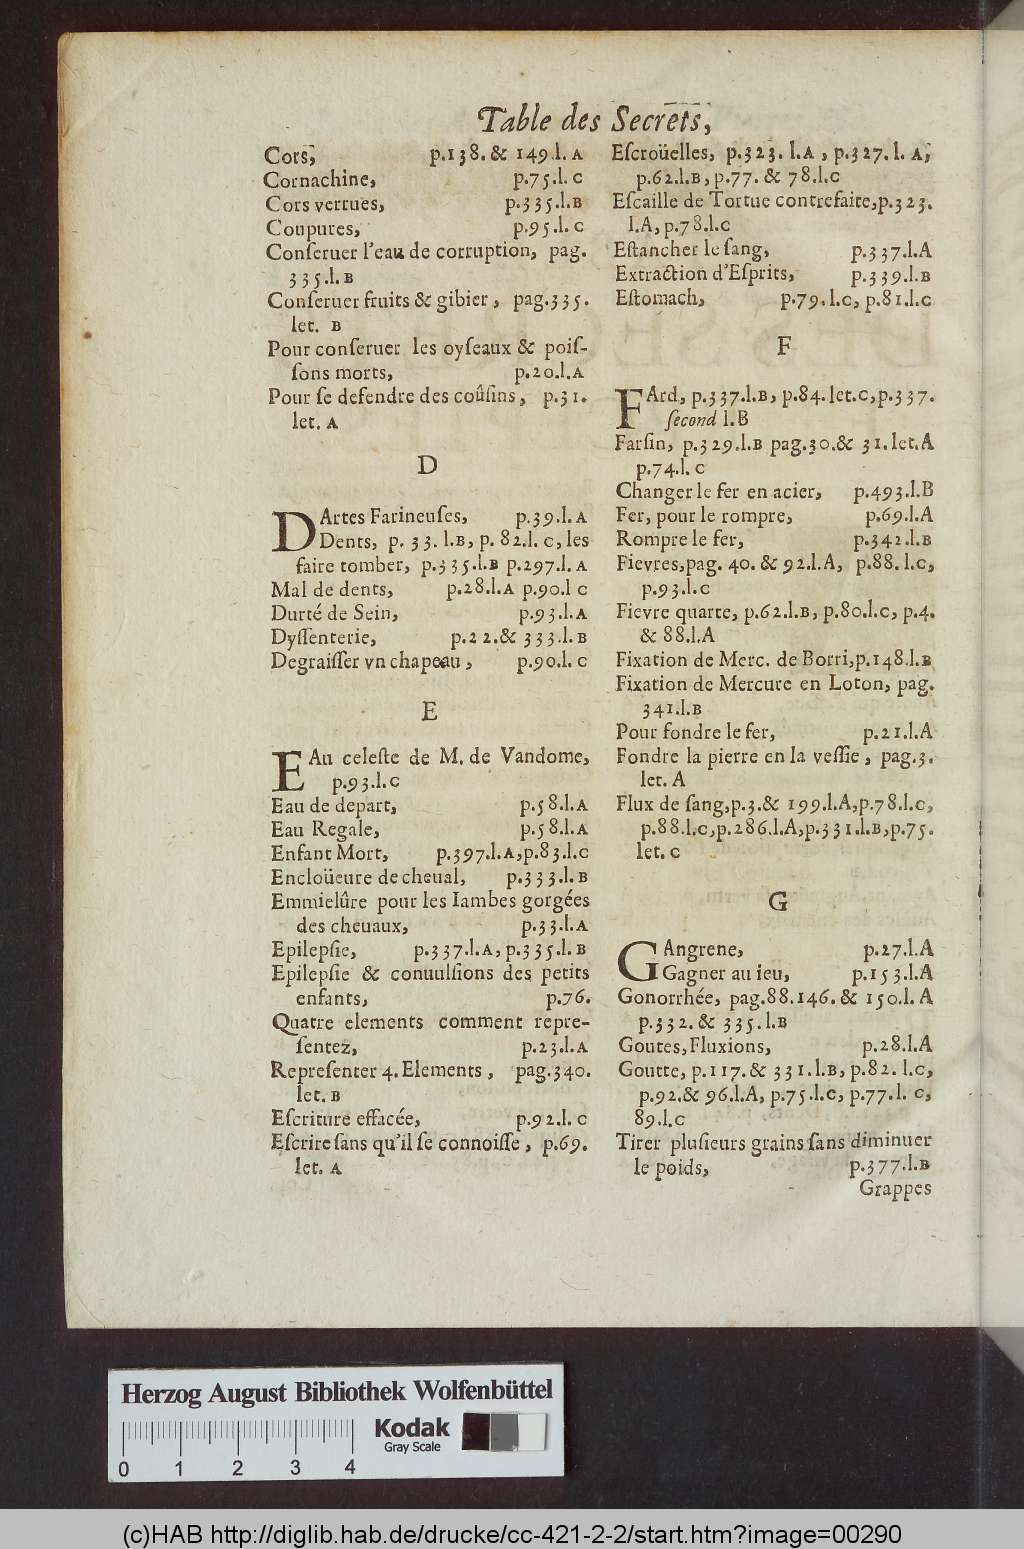 Table des Secrets,
Cors, p.138. & 149.l. A
Cornachine, p.75.l. C
Cors verrues, p.335.l.B
Coupures, p.95.l. C
Conſeruer l'eau de corruption, pag.
335.l. B
Conſeruer fruits & gibier, pag.335.
let. B
Pour conſeruer les oyſeaux & poiſ-
ſons morts, p.20.l.A
Pour ſe defendre des coûſins, p.31.
let. A
D
DArtes Farineuſes, p.39.l. A
Dents, p. 33. l.B, p. 82.l. C, les
faire tomber, p.335.l.B p.297.l. A
Mal de dents, p.28.l.A p.90.l C
Durté de Sein, p.93.l.A
Dyſſenterie, p.22.& 333.l. B
Degraiſſer vn chapeau, p.90.l. C
E
EAu celeſte de M. de Vandome,
p.93.l.C
Eau de depart, p.58.l.A
Eau Regale, p.58.l.A
Enfant Mort, p.397.l.A,p.83.l.C
Encloüeure de cheual, p.333.l. B
Emmielûre pour les Iambes gorgées
des cheuaux, p.33.l.A
Epilepſie, p.337.l.A, p.335.l. B
Epilepſie & conuulſions des petits
enfants, p.76.
Quatre elements comment repre-
ſentez, p.23.l.A
Repreſenter 4. Elements, pag.340.
let. B
Eſcriture effacée, p.92.l. C
Eſcrire ſans qu'il ſe connoiſſe, p.69.
let. A
Eſcroüelles, p.323. l.A, p.327. l. A,
p.62.l.B, p.77. & 78.l.C
Eſcaille de Tortue contrefaite,p.323.
l.A, p.78.l.C
Eſtancher le ſang, p.337.l.A
Extraction d'Eſprits, p.339.l.B
Eſtomach, p.79.l.C, p.81.l.C
F
FArd, p.337.l.B, p.84.let.C,p.337.
ſecond l.B
Farſin, p.329.l.B pag.30.& 31.let.A
p.74.l. C
Changer le fer en acier, p.493.l.B
Fer, pour le rompre, p.69.l.A
Rompre le fer, p.342.l.B
Fievres,pag. 40. & 92.l.A, p.88. l.C,
p.93.l.C
Fievre quarte, p.62.l.B, p.80.l.C, p.4.
& 88.l.A
Fixation de Merc. de Borri,p.148.l.B
Fixation de Mercure en Loton, pag.
341.l.B
Pour fondre le fer, p.21.l.A
Fondre la pierre en la veſſie, pag.3.
let. A
Flux de ſang,p.3.& 199.l.A,p.78.l.C,
p.88.l.C,p.286.l.A,p.331.l.B,p.75.
let. C
G
GAngrene, p.27.l.A
Gagner au ieu, p.153.l.A
Gonorrhée, pag.88.146.& 150.l. A
p.332. & 335.l.B
Goutes,Fluxions, p.28.l.A
Goutte, p.117.& 331.l.B, p.82. l.C,
p.92.& 96.l.A, p.75.l.C, p.77.l. C,
89.l.C
Tirer pluſieurs grains ſans diminuer
le poids, p.377.l.B
Grappes
Herzog August Bibliothek Wolfenbüttel
Kodak
Gray Scale
0 1 2 3 4
(c)HAB http://diglib.hab.de/drucke/cc-421-2-2/start.htm?image=00290